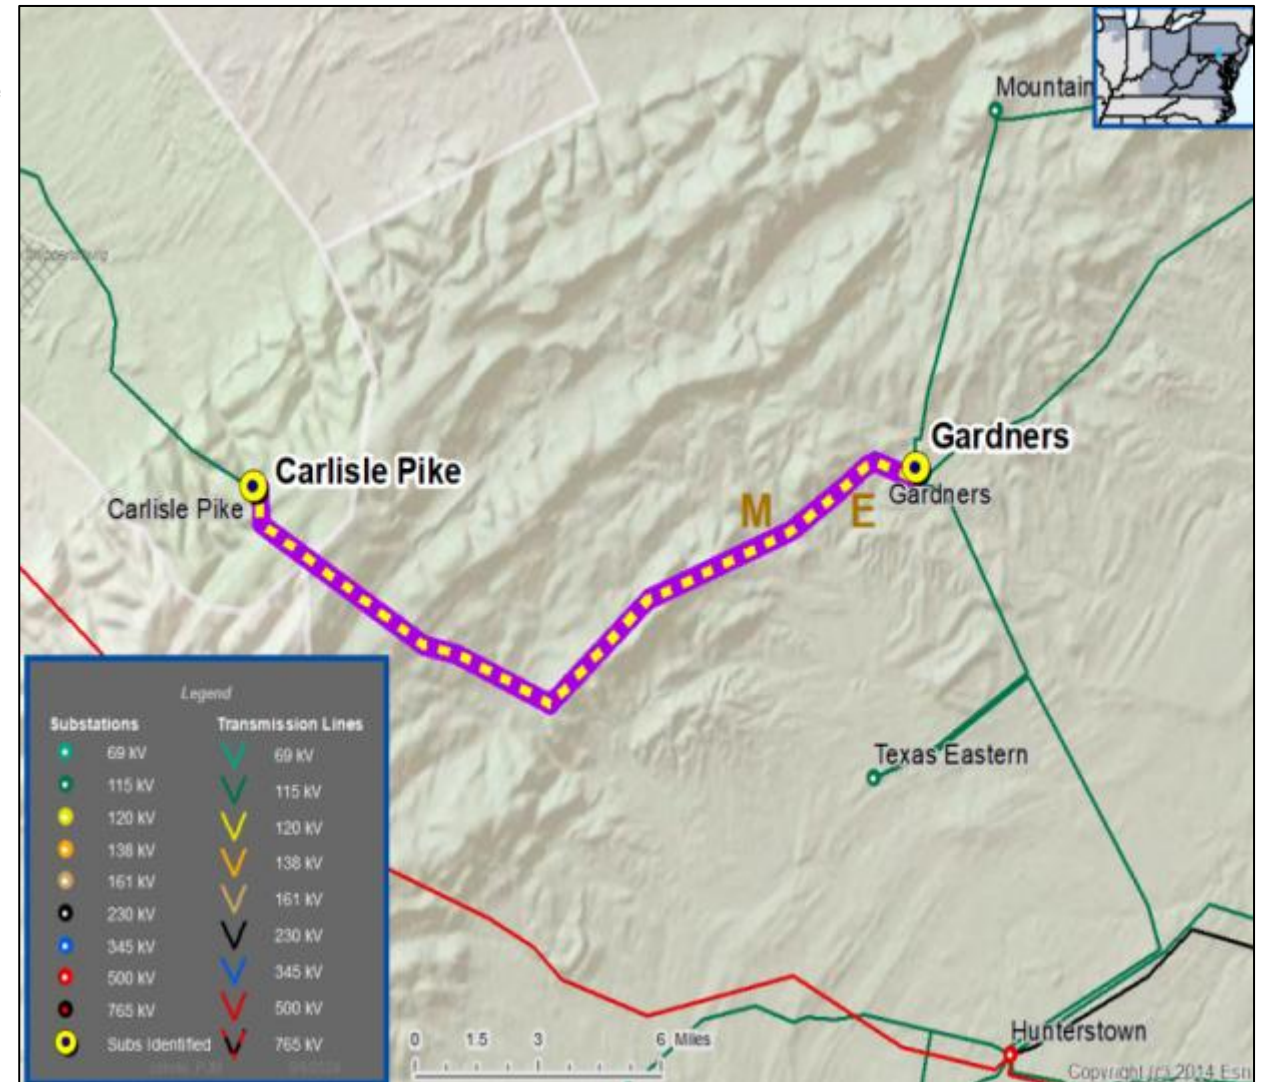 Mountain
Gardners
Carlisle Pike
Gardners
Carlisle Pike
M E
Texas Eastern
Legend
Substations Transmission Lines
69 kV 69 kV
115 kV 115 kV
120 kV 120 kV
138 kV 138 kV
161 kV 161 kV
230 kV 230 kV
345 kV 345 kV
500 kV 500 kV
765 kV 765 kV
Subs Identified
0 1.5 3 6 Miles
Hunterstown
Copyright (c) 2014 Esri